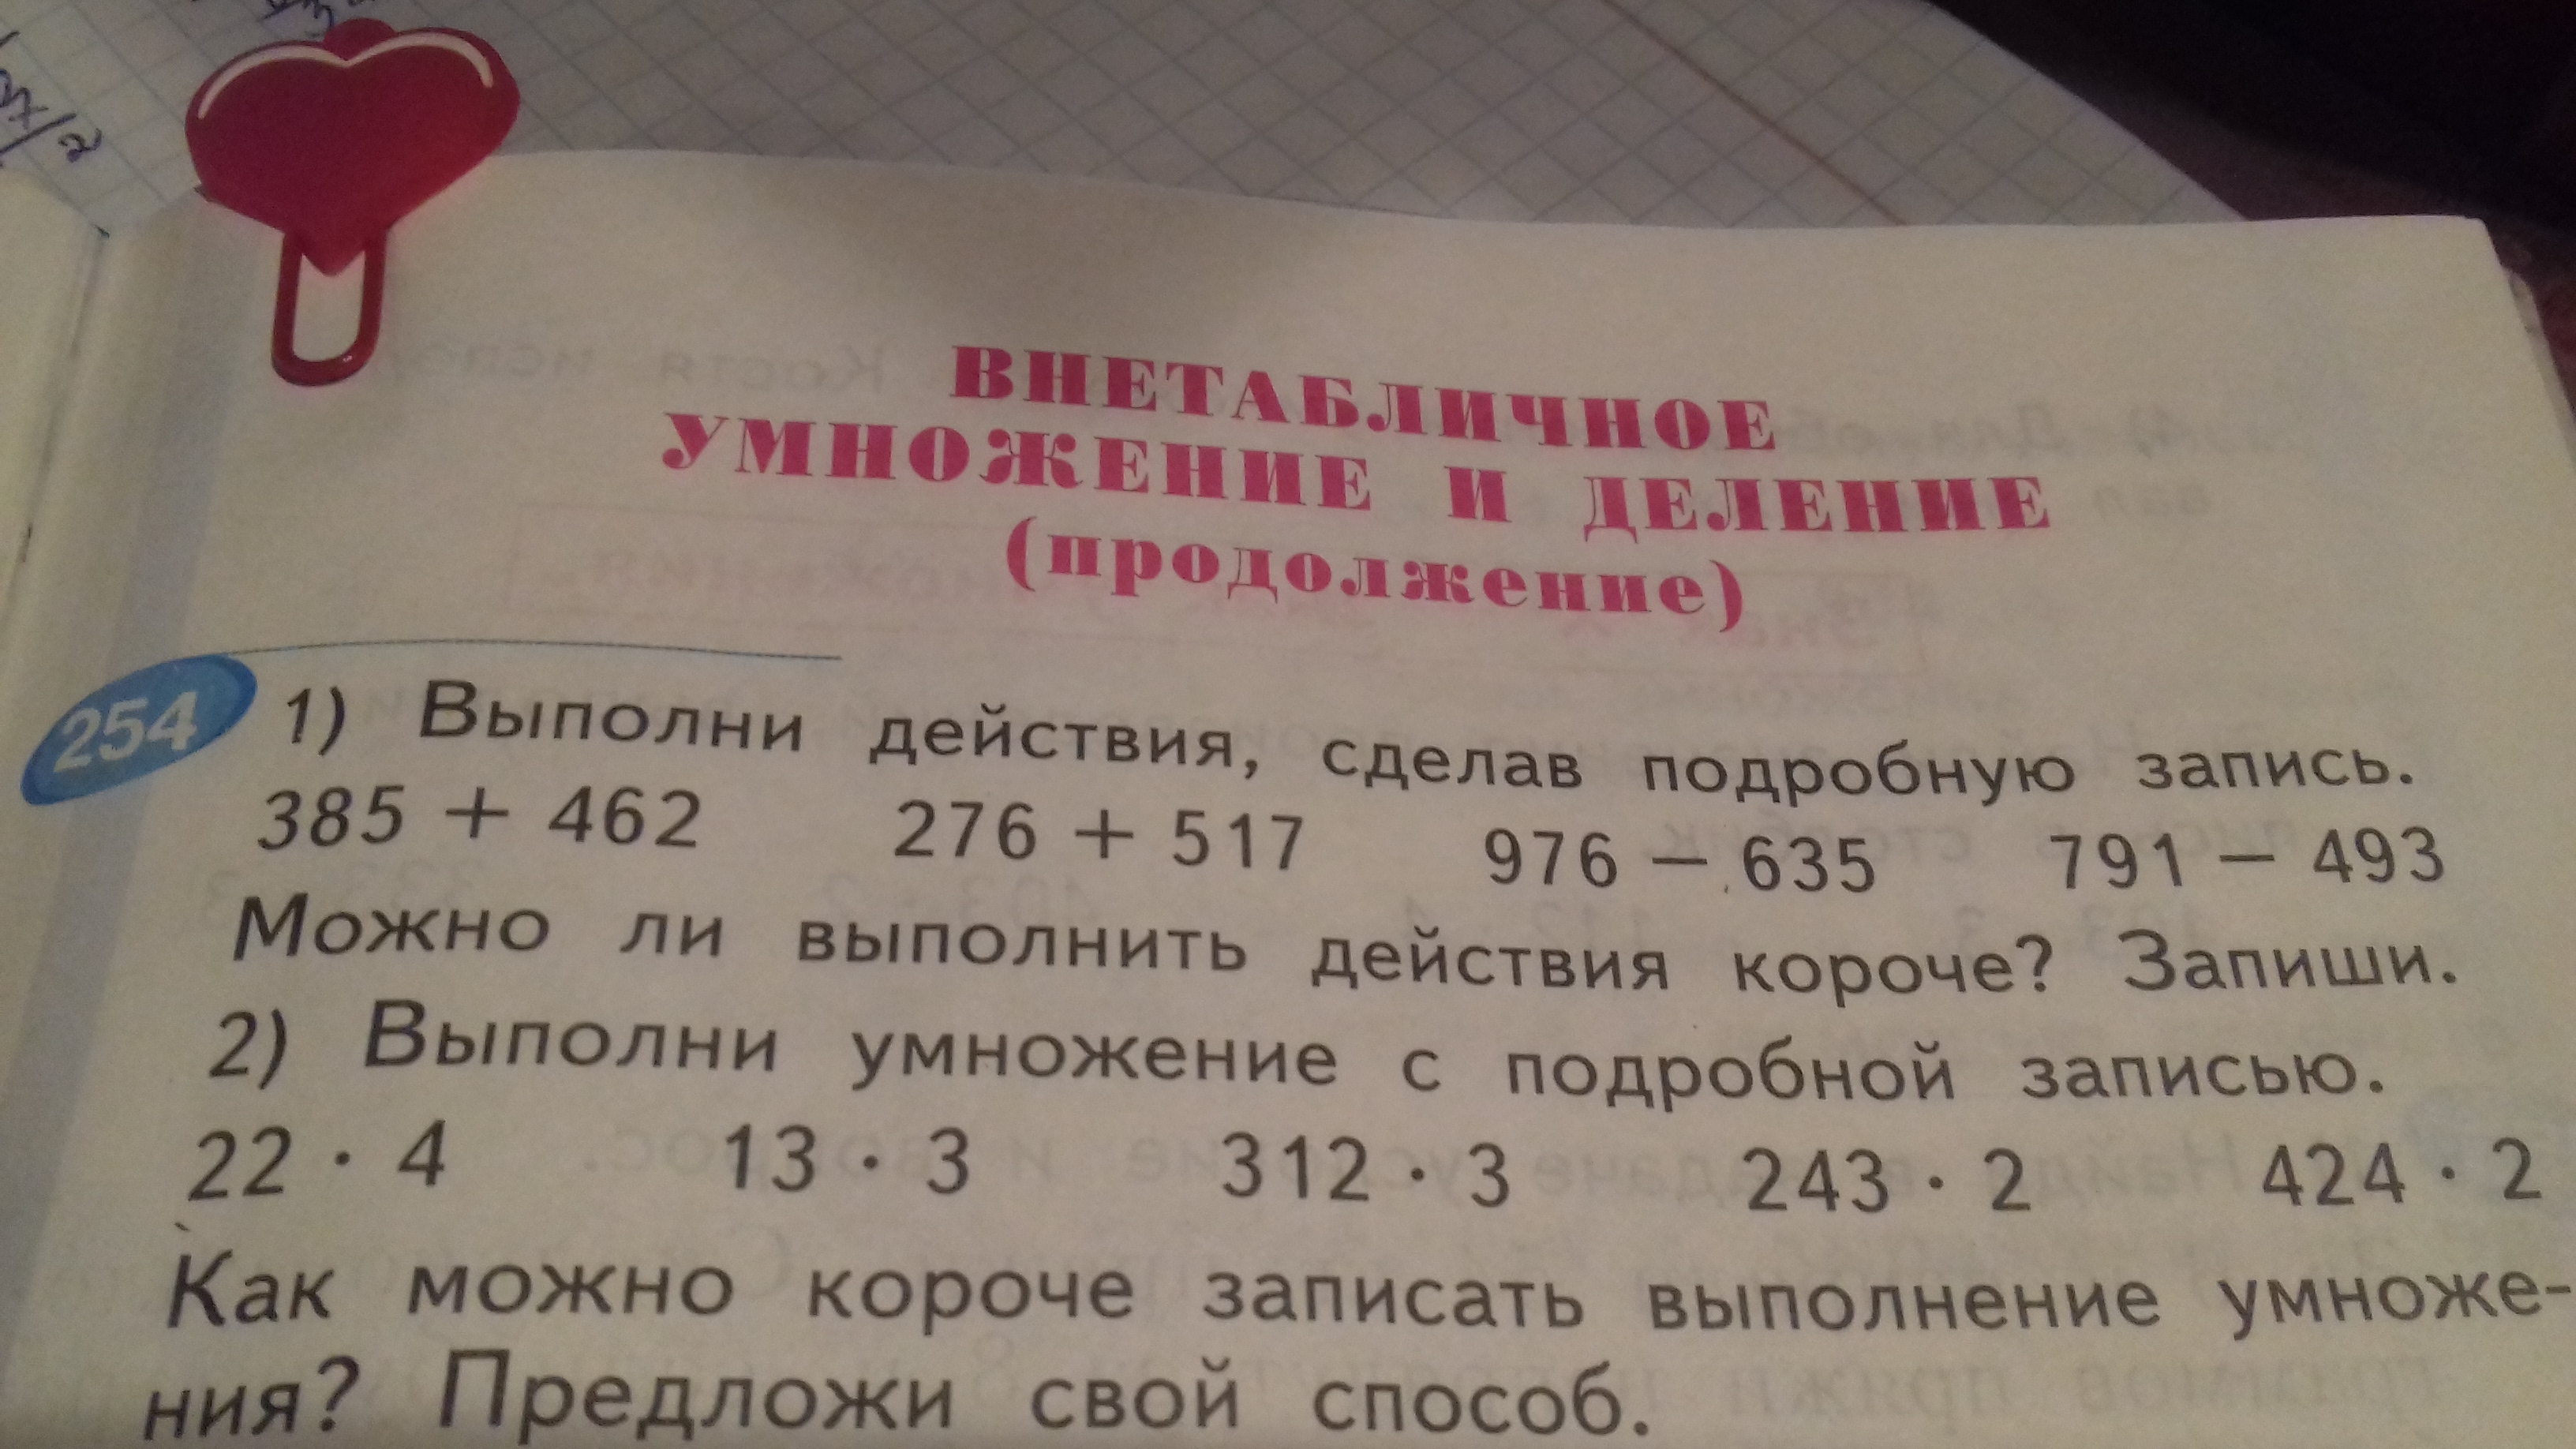 ВНЕТАБЛИЧНОЕ
УМНОЖЕНИЕ И ДЕЛЕНИЕ
(продолжение)
254 1) Выполни действия, сделав подробную запись.
385 + 462 276 + 517 976 − 635 791 − 493
Можно ли выполнить действия короче? Запиши.
2) Выполни умножение с подробной записью.
22 · 4 13 · 3 312 · 3 243 · 2 424 · 2
Как можно короче записать выполнение умноже-
ния? Предложи свой способ.